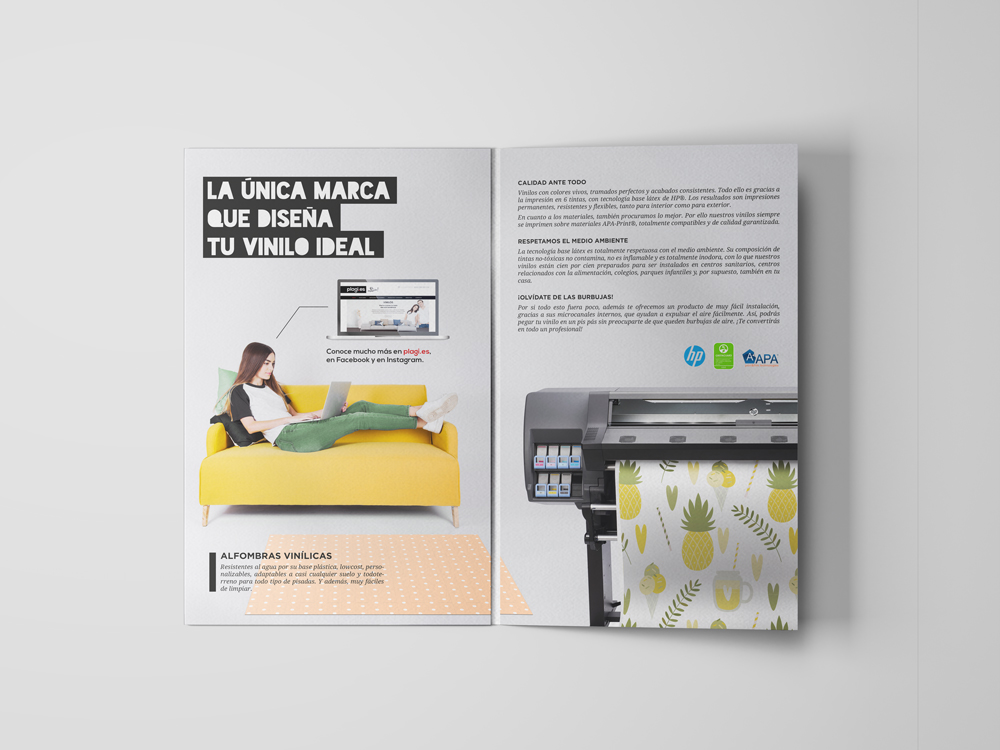 LA ÚNICA MARCA
QUE DISEÑA
TU VINILO IDEAL
plagi·es
Conoce mucho más en plagi.es,
en Facebook y en Instagram.
ALFOMBRAS VINÍLICAS
Resistentes al agua por su base plástica, lowcost, perso-
nalizables, adaptables a casi cualquier suelo y todote-
rreno para todo tipo de pisadas. Y además, muy fáciles
de limpiar.
CALIDAD ANTE TODO
Vinilos con colores vivos, tramados perfectos y acabados consistentes. Todo ello es gracias a
la impresión en 6 tintas, con tecnología base látex de HP®. Los resultados son impresiones
permanentes, resistentes y flexibles, tanto para interior como para exterior.
En cuanto a los materiales, también procuramos lo mejor. Por ello nuestros vinilos siempre
se imprimen sobre materiales APA-Print®, totalmente compatibles y de calidad garantizada.
RESPETAMOS EL MEDIO AMBIENTE
La tecnología base látex es totalmente respetuosa con el medio ambiente. Su composición de
tintas no-tóxicas no contamina, no es inflamable y es totalmente inodora, con lo que nuestros
vinilos están cien por cien preparados para ser instalados en centros sanitarios, centros
relacionados con la alimentación, colegios, parques infantiles y, por supuesto, también en tu
casa.
¡OLVÍDATE DE LAS BURBUJAS!
Por si todo esto fuera poco, además te ofrecemos un producto de muy fácil instalación,
gracias a sus microcanales internos, que ayudan a expulsar el aire fácilmente. Así, podrás
pegar tu vinilo en un pis pás sin preocuparte de que queden burbujas de aire. ¡Te convertirás
en todo un profesional!
hp
APA